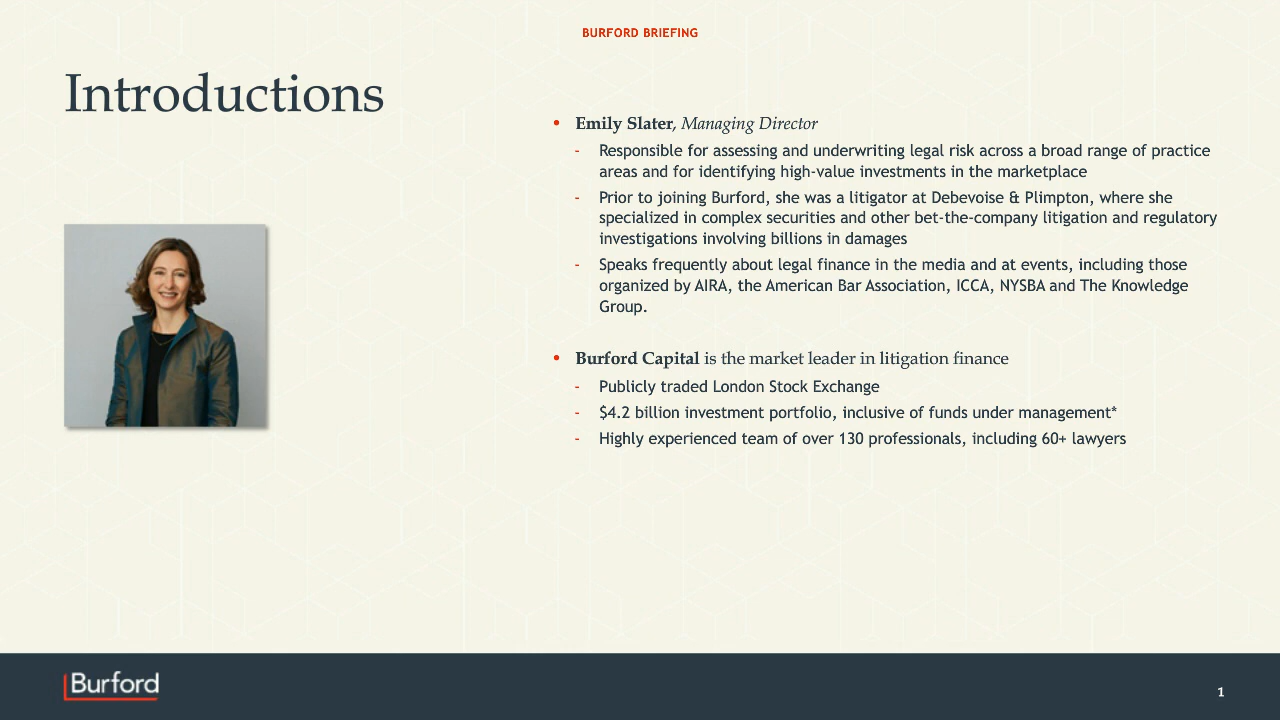 BURFORD BRIEFING
Introductions
• Emily Slater, Managing Director
- Responsible for assessing and underwriting legal risk across a broad range of practice
areas and for identifying high-value investments in the marketplace
- Prior to joining Burford, she was a litigator at Debevoise & Plimpton, where she
specialized in complex securities and other bet-the-company litigation and regulatory
investigations involving billions in damages
- Speaks frequently about legal finance in the media and at events, including those
organized by AIRA, the American Bar Association, ICCA, NYSBA and The Knowledge
Group.
• Burford Capital is the market leader in litigation finance
- Publicly traded London Stock Exchange
- $4.2 billion investment portfolio, inclusive of funds under management*
- Highly experienced team of over 130 professionals, including 60+ lawyers
Burford
1